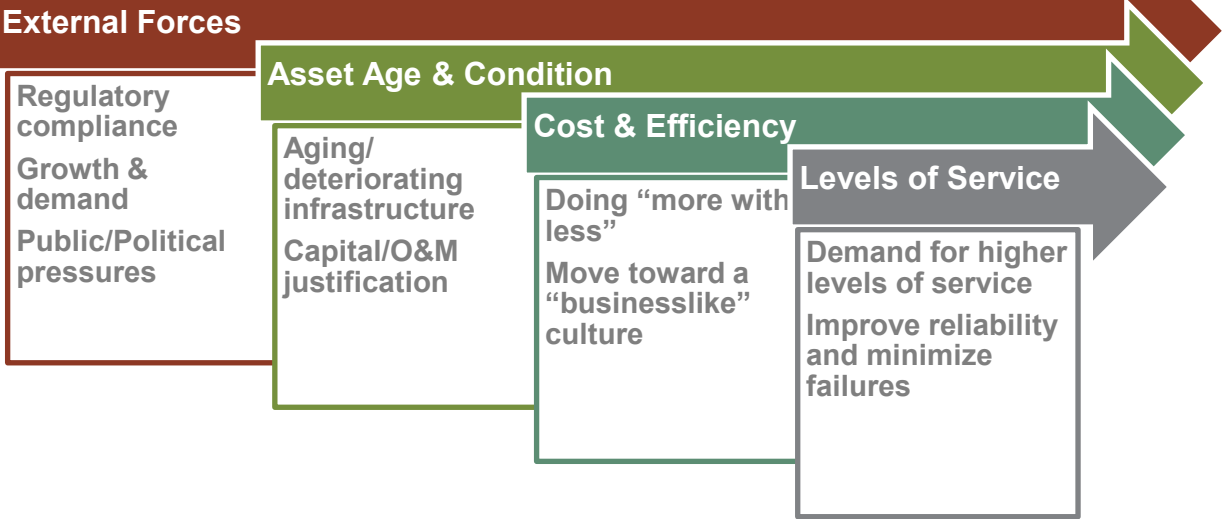 External Forces
Regulatory
compliance
Growth &
demand
Public/Political
pressures
Asset Age & Condition
Aging/
deteriorating
infrastructure
Capital/O&M
justification
Cost & Efficiency
Doing “more with
less”
Move toward a
“businesslike”
culture
Levels of Service
Demand for higher
levels of service
Improve reliability
and minimize
failures